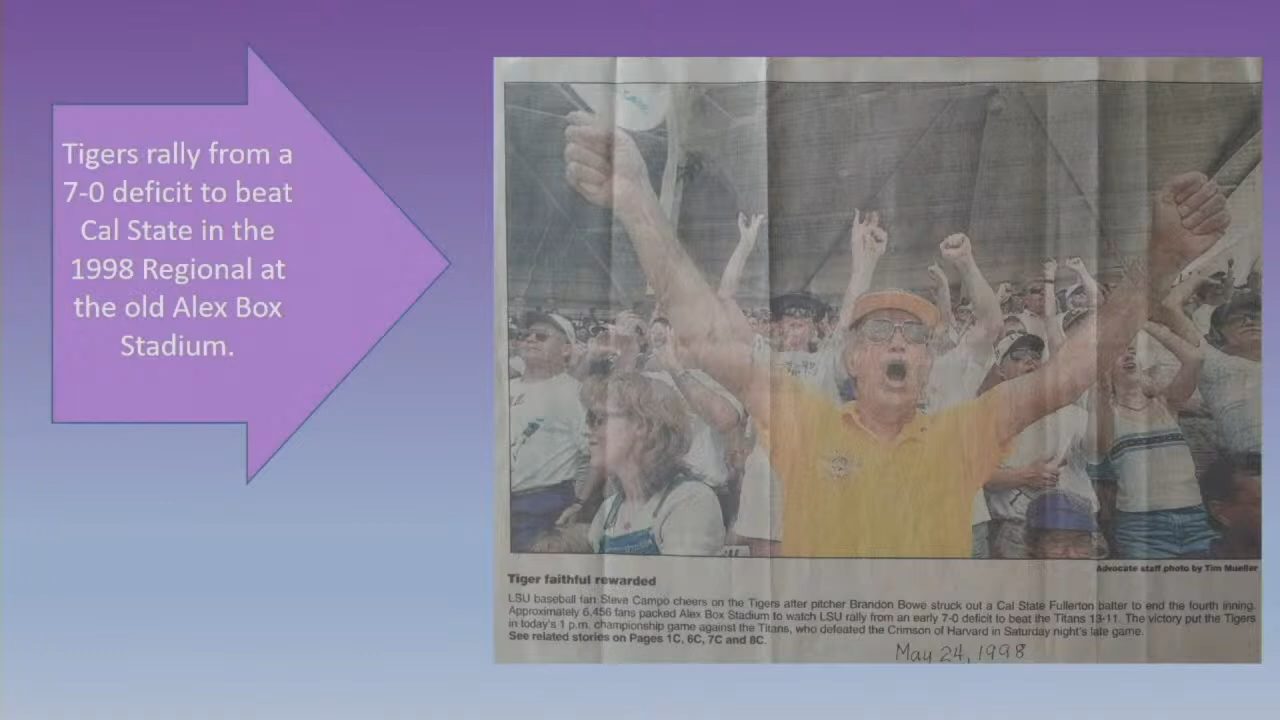 Tigers rally from a
7-0 deficit to beat
Cal State in the
1998 Regional at
the old Alex Box
Stadium.
Advocate staff photo by Tim Mueller
Tiger faithful rewarded
LSU baseball fan Steve Campo cheers on the Tigers after pitcher Brandon Bowe struck out a Cal State Fullerton batter to end the fourth inning.
Approximately 6,456 fans packed Alex Box Stadium to watch LSU rally from an early 7-0 deficit to beat the Titans 13-11. The victory put the Tigers
in today's 1 p.m. championship game against the Titans, who defeated the Crimson of Harvard in Saturday night's late game.
See related stories on Pages 1C, 6C, 7C and 8C.
May 24, 1998